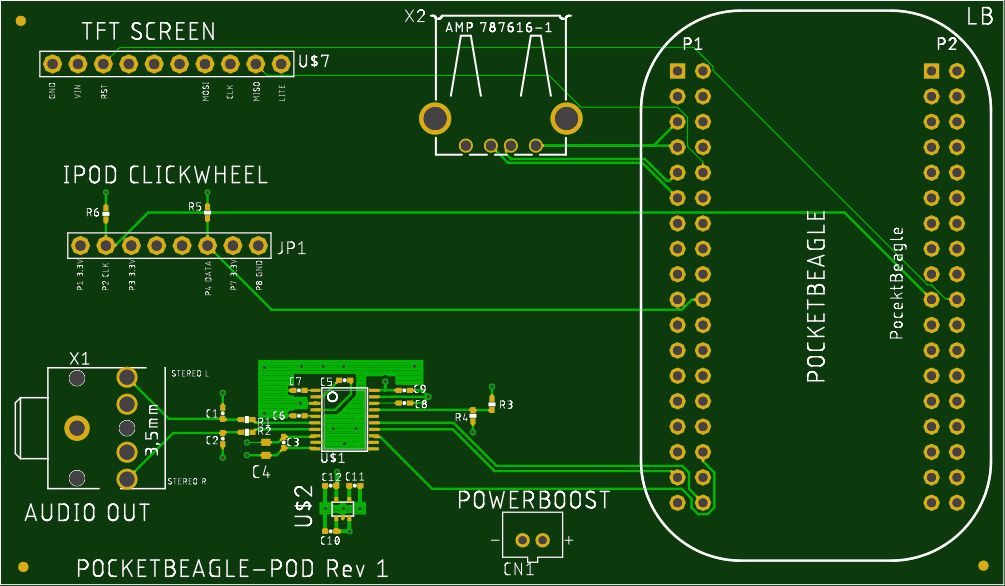 LB
X2
AMP 787616-1
TFT SCREEN
U$7
P1
P2
GND
VIN
RST
MOSI
CLK
MISO
LITE
IPOD CLICKWHEEL
R6
R5
JP1
P1 3.3V
P2 CLK
P3 3.3V
P4 DATA
P7 3.3V
P8 GND
POCKETBEAGLE
PocektBeagle
X1
STEREO L
3,5mm
STEREO R
AUDIO OUT
C7
C5
C9
C8
C1
R1
C6
R2
C2
C3
C4
U$1
R4
R3
C12
C11
U$2
C10
POWERBOOST
-
+
CN1
POCKETBEAGLE-POD Rev 1